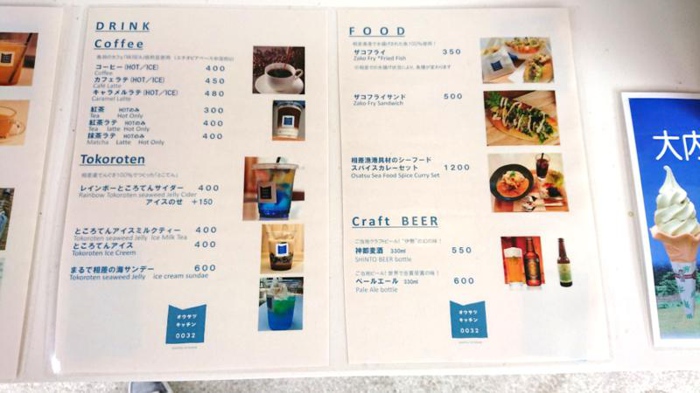 DRINK
Coffee
コーヒー(HOT/ICE) 400
Coffee
カフェラテ(HOT/ICE) 450
Cafe Latte
キャラメルラテ(HOT/ICE) 480
Caramel Latte
紅茶 HOTのみ 300
Tea Hot Only
紅茶ラテ HOTのみ 400
Tea latte Hot Only
抹茶ラテ HOTのみ 400
Matcha Latte Hot Only
Tokoroten
レインボーところてんサイダー 400
Rainbow Tokoroten seaweed Jelly Cider
アイスのせ +150
ところてんアイスミルクティー 400
Tokoroten seaweed Jelly Ice Milk Tea
ところてんアイス 400
Tokoroten Ice Creem
まるで相差の海サンデー 600
Tokoroten seaweed Jelly ice cream sundae
オウサツ
キッチン
0032
FOOD
ザコフライ 350
Zako Fry *Fried Fish
ザコフライサンド 500
Zako Fry Sandwich
相差漁港具材のシーフード
スパイスカレーセット 1200
Osatsu Sea Food Spice Curry Set
Craft BEER
神都麦酒 330ml 550
SHINTO BEER bottle
ペールエール 330ml 600
Pale Ale bottle
オウサツ
キッチン
0032
大内